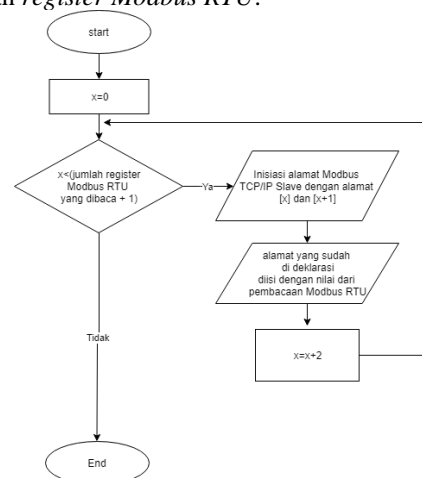 register Modbus RTU.
start
x=0
x<(jumlah register
Modbus RTU
yang dibaca + 1)
Ya
Inisiasi alamat Modbus
TCP/IP Slave dengan alamat
[x] dan [x+1]
alamat yang sudah
di deklarasi
diisi dengan nilai dari
pembacaan Modbus RTU
x=x+2
Tidak
End